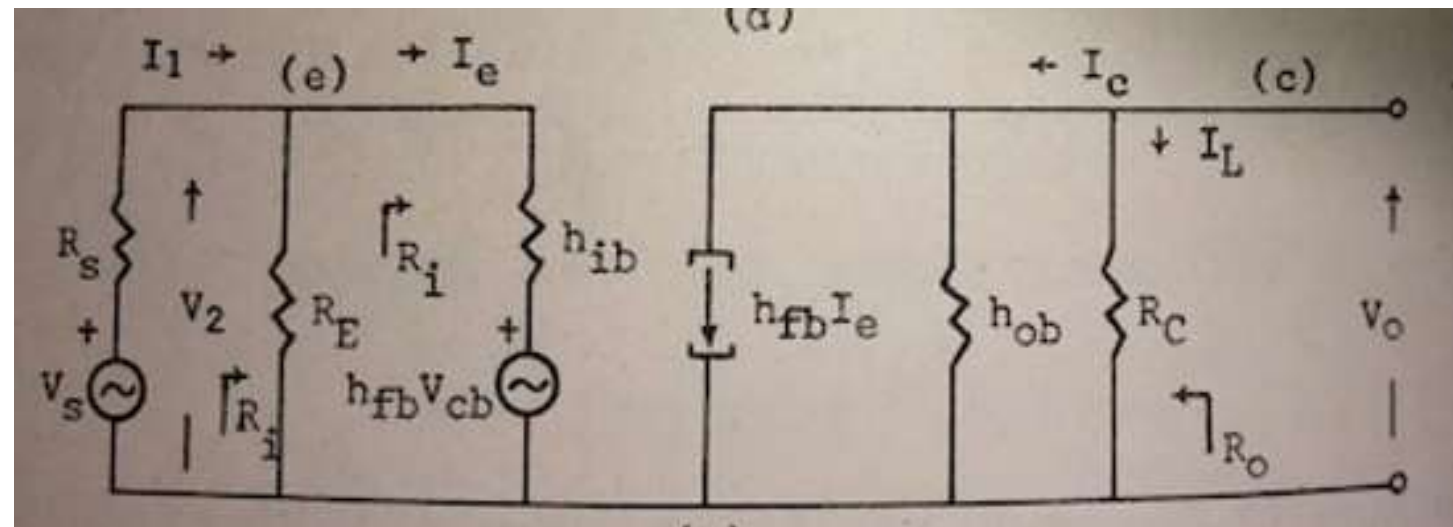 (d)
I1 → (e) → Ie ← Ic (c)
↓ IL
Rs V2 RE Ri hib hfbIe hob RC Vo
+ +
Vs Ri hfbVcb Ro